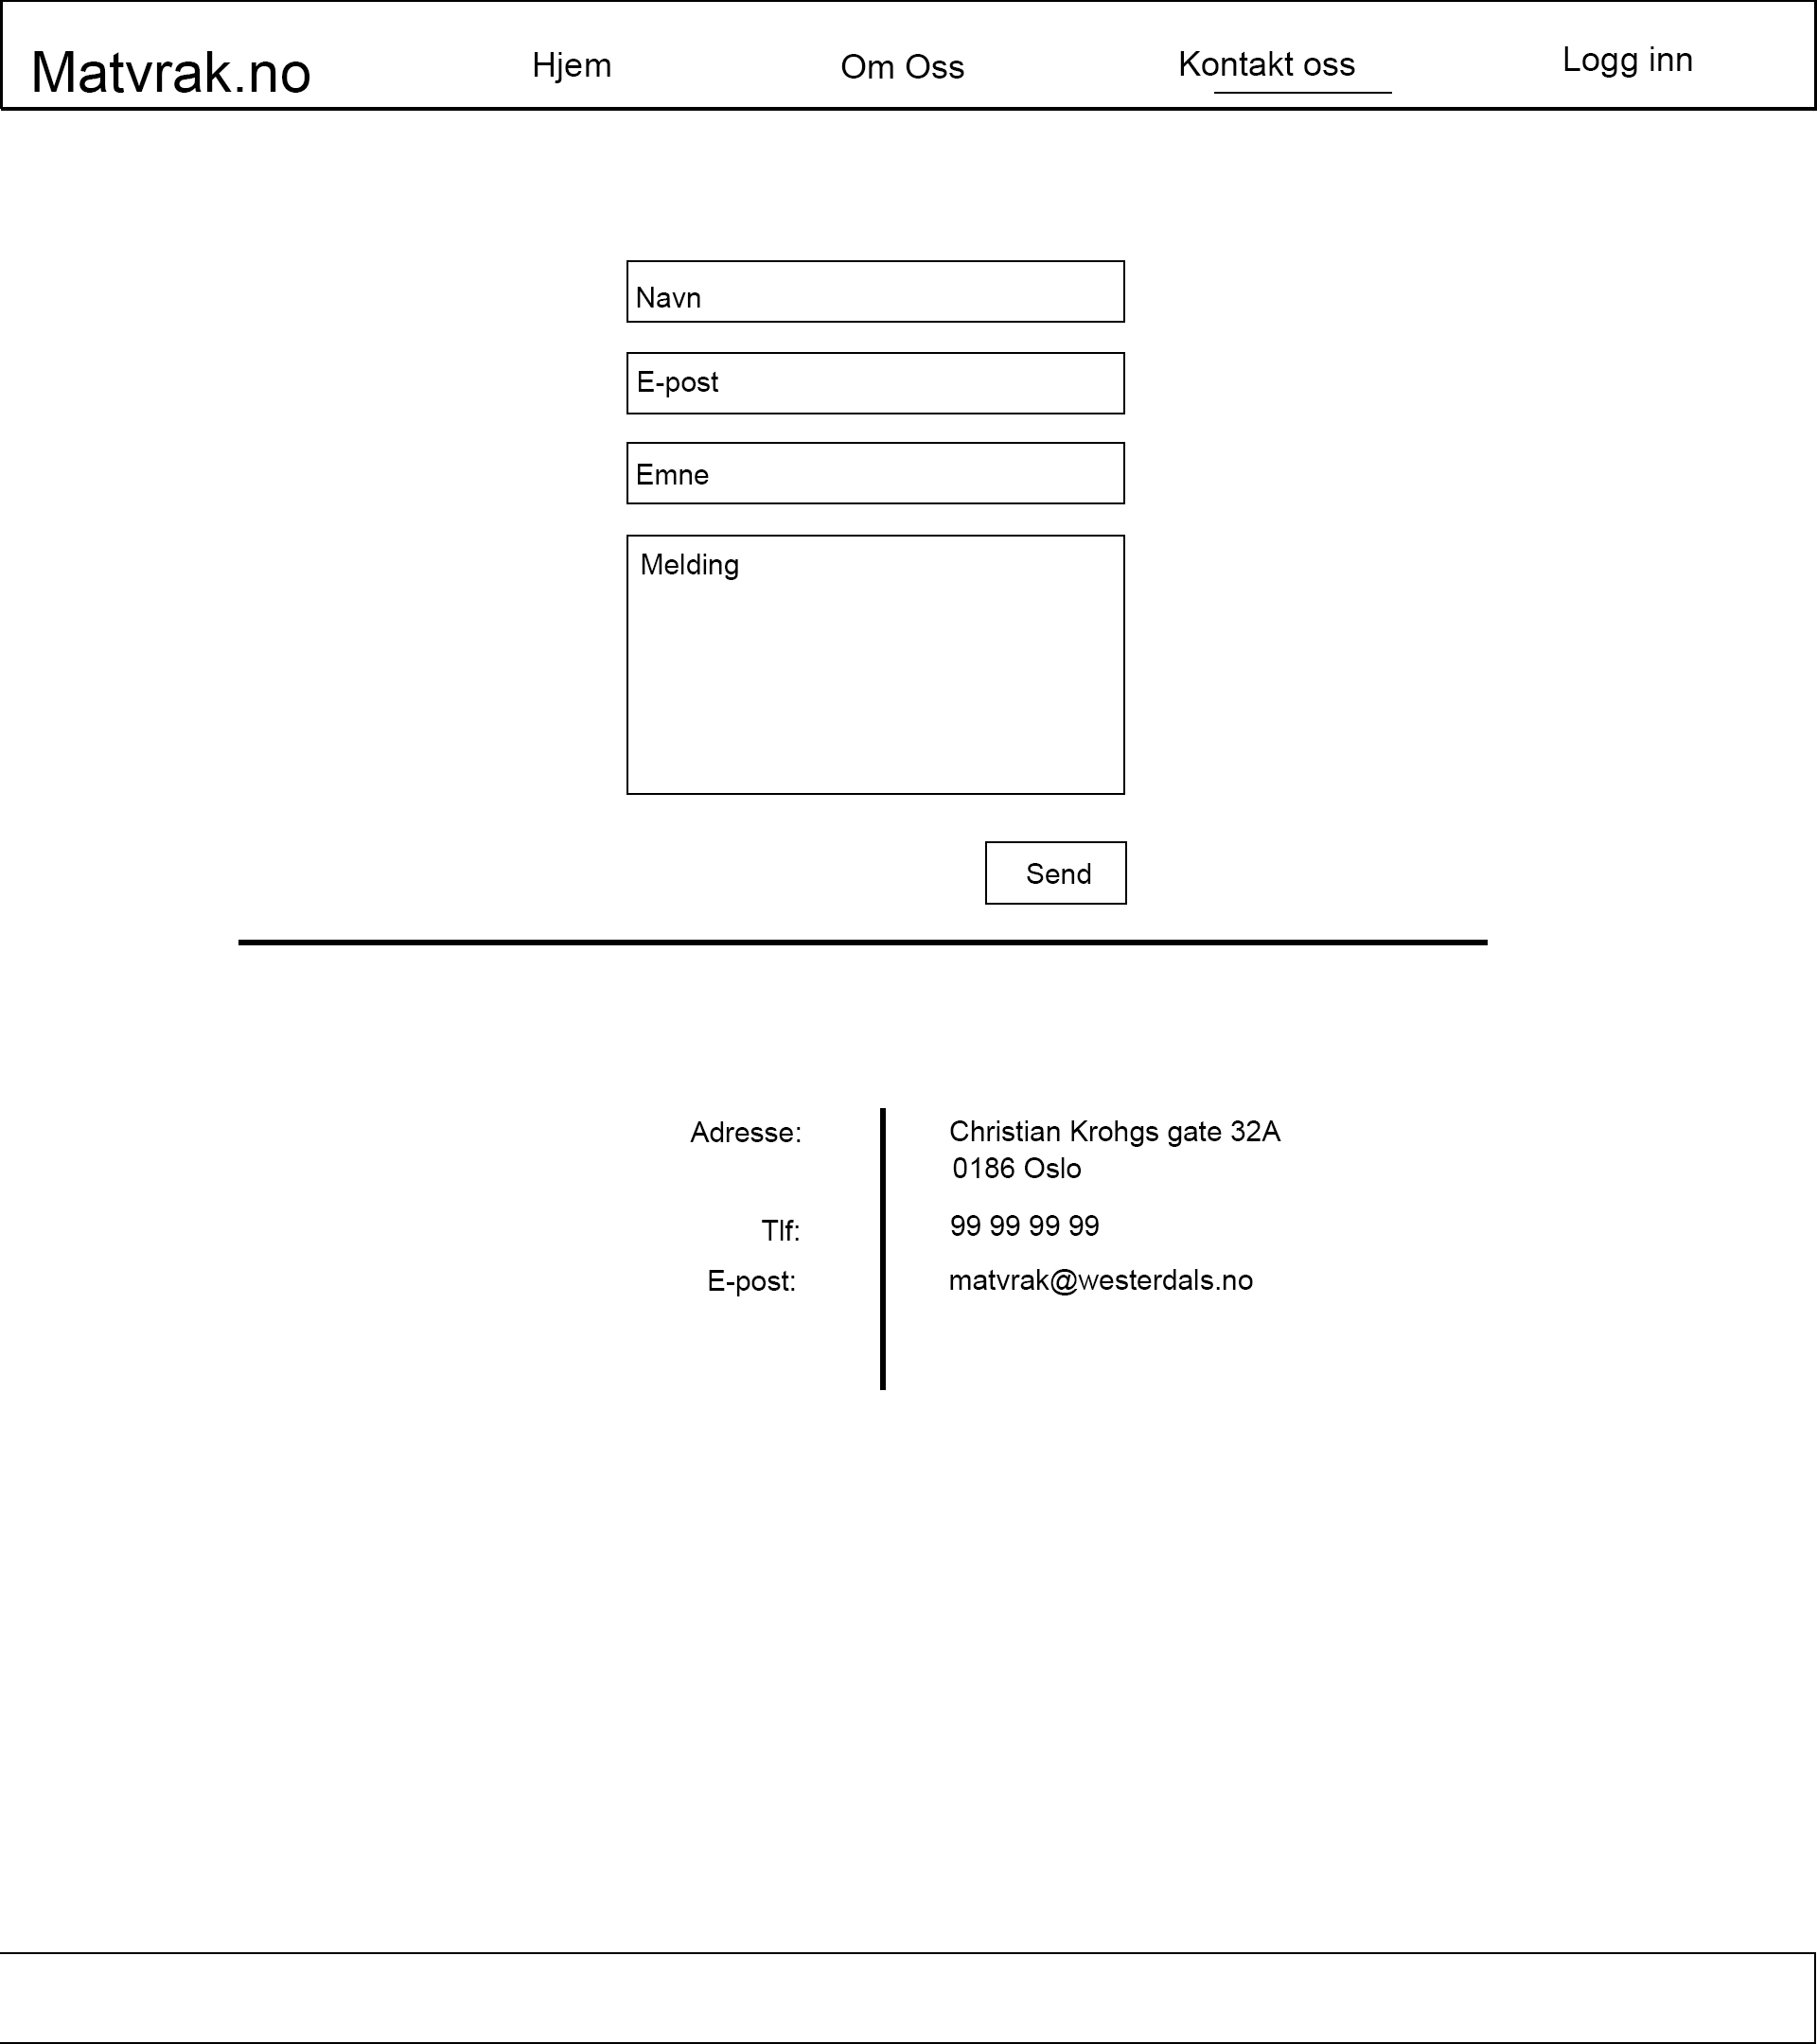 Matvrak.no
Hjem
Om Oss
Kontakt oss
Logg inn
Navn
E-post
Emne
Melding
Send
Adresse:
Christian Krohgs gate 32A
0186 Oslo
Tlf:
99 99 99 99
E-post:
matvrak@westerdals.no